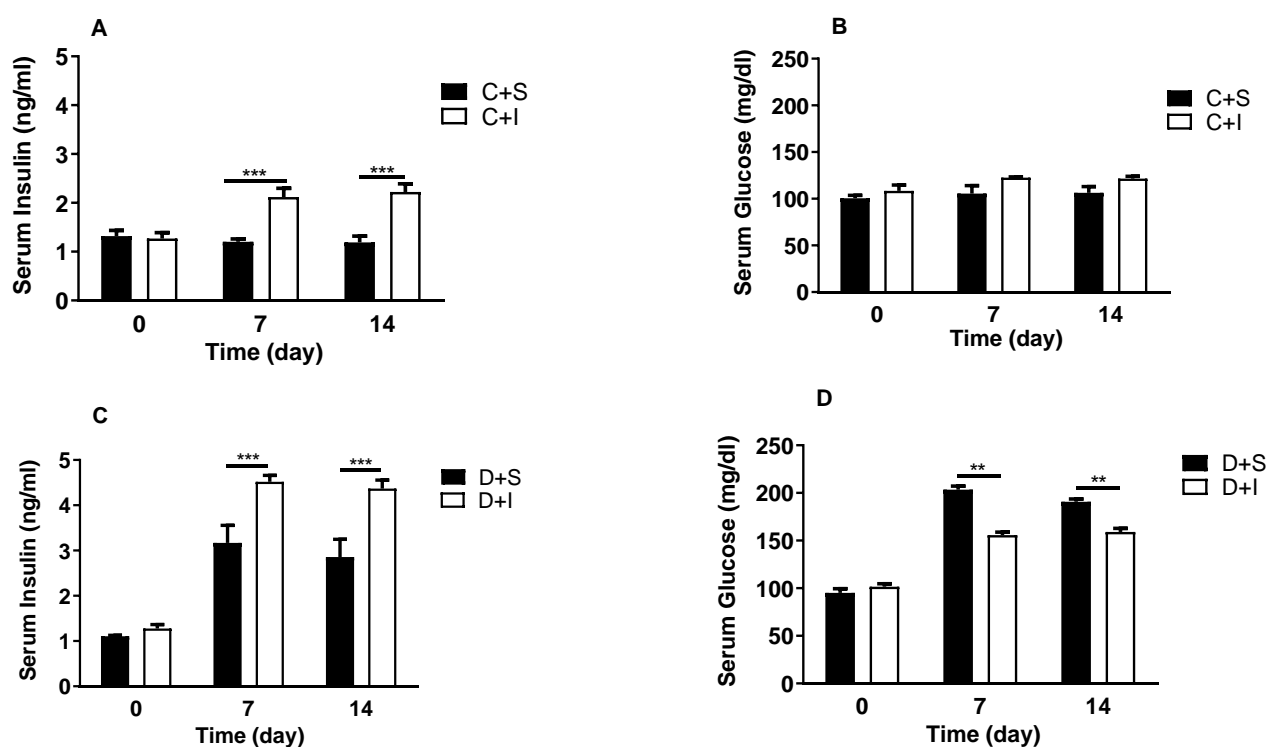 A
Serum Insulin (ng/ml)
5
4
3
2
1
0
***
***
C+S
C+I
0 7 14
Time (day)
B
Serum Glucose (mg/dl)
250
200
150
100
50
0
C+S
C+I
0 7 14
Time (day)
C
Serum Insulin (ng/ml)
5
4
3
2
1
0
***
***
D+S
D+I
0 7 14
Time (day)
D
Serum Glucose (mg/dl)
250
200
150
100
50
0
**
**
D+S
D+I
0 7 14
Time (day)